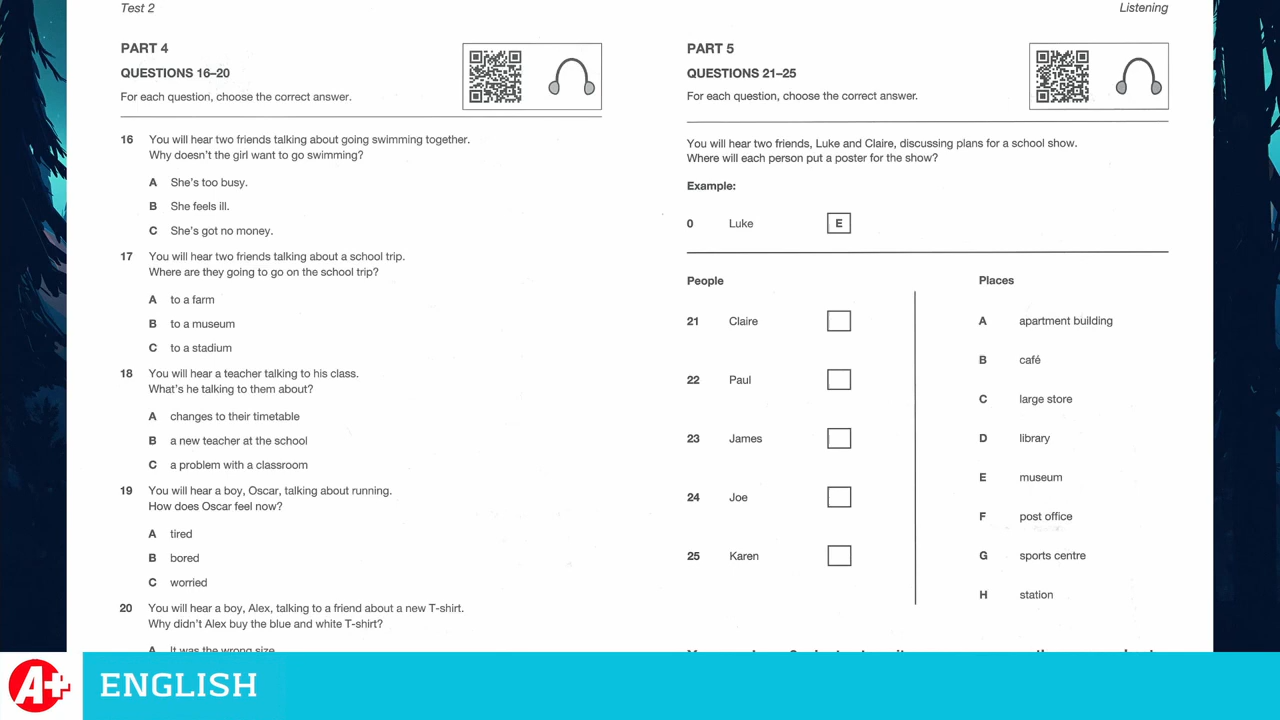 Test 2
PART 4
QUESTIONS 16–20
For each question, choose the correct answer.
16 You will hear two friends talking about going swimming together.
Why doesn't the girl want to go swimming?
A She's too busy.
B She feels ill.
C She's got no money.
17 You will hear two friends talking about a school trip.
Where are they going to go on the school trip?
A to a farm
B to a museum
C to a stadium
18 You will hear a teacher talking to his class.
What's he talking to them about?
A changes to their timetable
B a new teacher at the school
C a problem with a classroom
19 You will hear a boy, Oscar, talking about running.
How does Oscar feel now?
A tired
B bored
C worried
20 You will hear a boy, Alex, talking to a friend about a new T-shirt.
Why didn't Alex buy the blue and white T-shirt?
A It was the wrong size
Listening
PART 5
QUESTIONS 21–25
For each question, choose the correct answer.
You will hear two friends, Luke and Claire, discussing plans for a school show.
Where will each person put a poster for the show?
Example:
0 Luke E
People
21 Claire
22 Paul
23 James
24 Joe
25 Karen
Places
A apartment building
B café
C large store
D library
E museum
F post office
G sports centre
H station
A+ ENGLISH